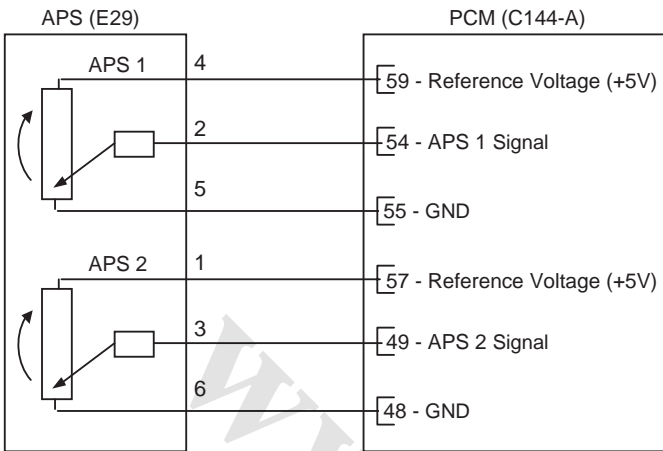 APS (E29) PCM (C144-A)
APS 1 4 59 - Reference Voltage (+5V)
2 54 - APS 1 Signal
5 55 - GND
APS 2 1 57 - Reference Voltage (+5V)
3 49 - APS 2 Signal
6 48 - GND